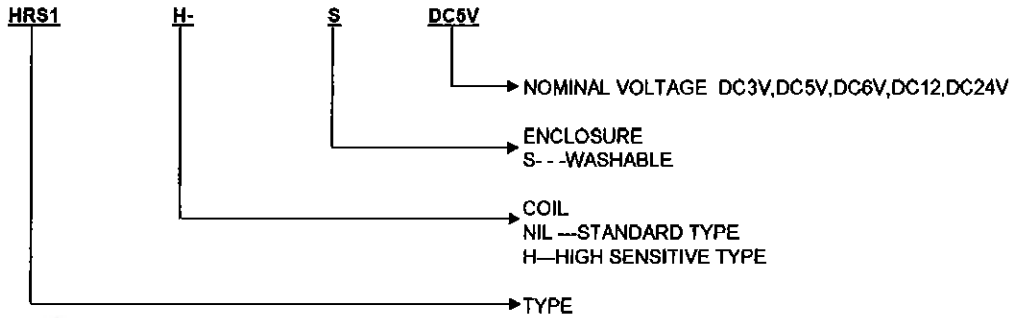 HRS1 H- S DC5V
NOMINAL VOLTAGE DC3V,DC5V,DC6V,DC12,DC24V
ENCLOSURE
S- - -WASHABLE
COIL
NIL ---STANDARD TYPE
H—HIGH SENSITIVE TYPE
TYPE